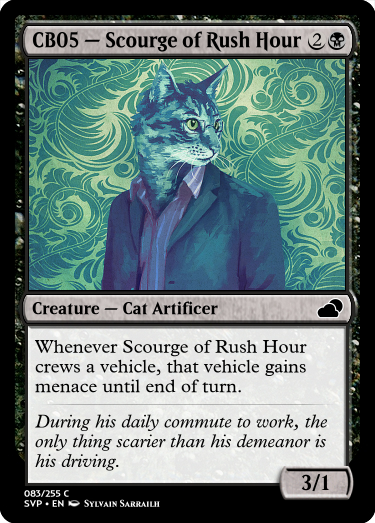 CB05 — Scourge of Rush Hour 2
Creature — Cat Artificer
Whenever Scourge of Rush Hour
crews a vehicle, that vehicle gains
menace until end of turn.
During his daily commute to work, the
only thing scarier than his demeanor is
his driving.
3/1
083/255 C
SVP • EN Sylvain Sarrailh